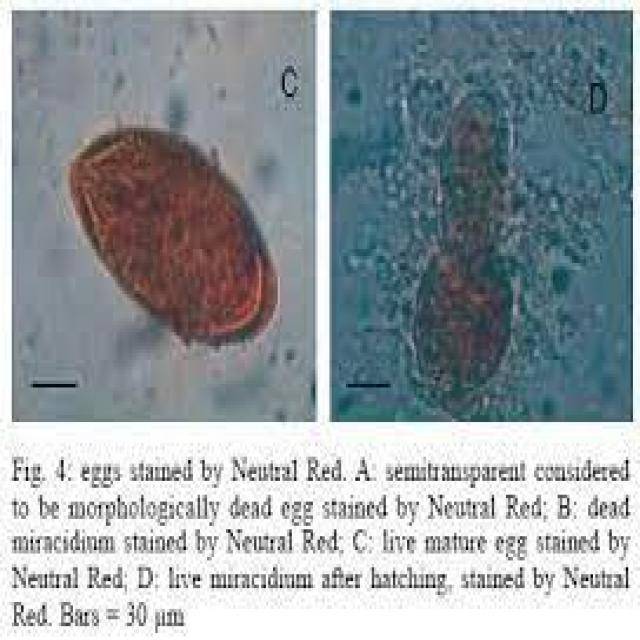 C
D
Fig. 4: eggs stained by Neutral Red. A: semitransparent considered
to be morphologically dead egg stained by Neutral Red; B: dead
miracidium stained by Neutral Red; C: live mature egg stained by
Neutral Red; D: live miracidium after hatching, stained by Neutral
Red. Bars = 30 µm